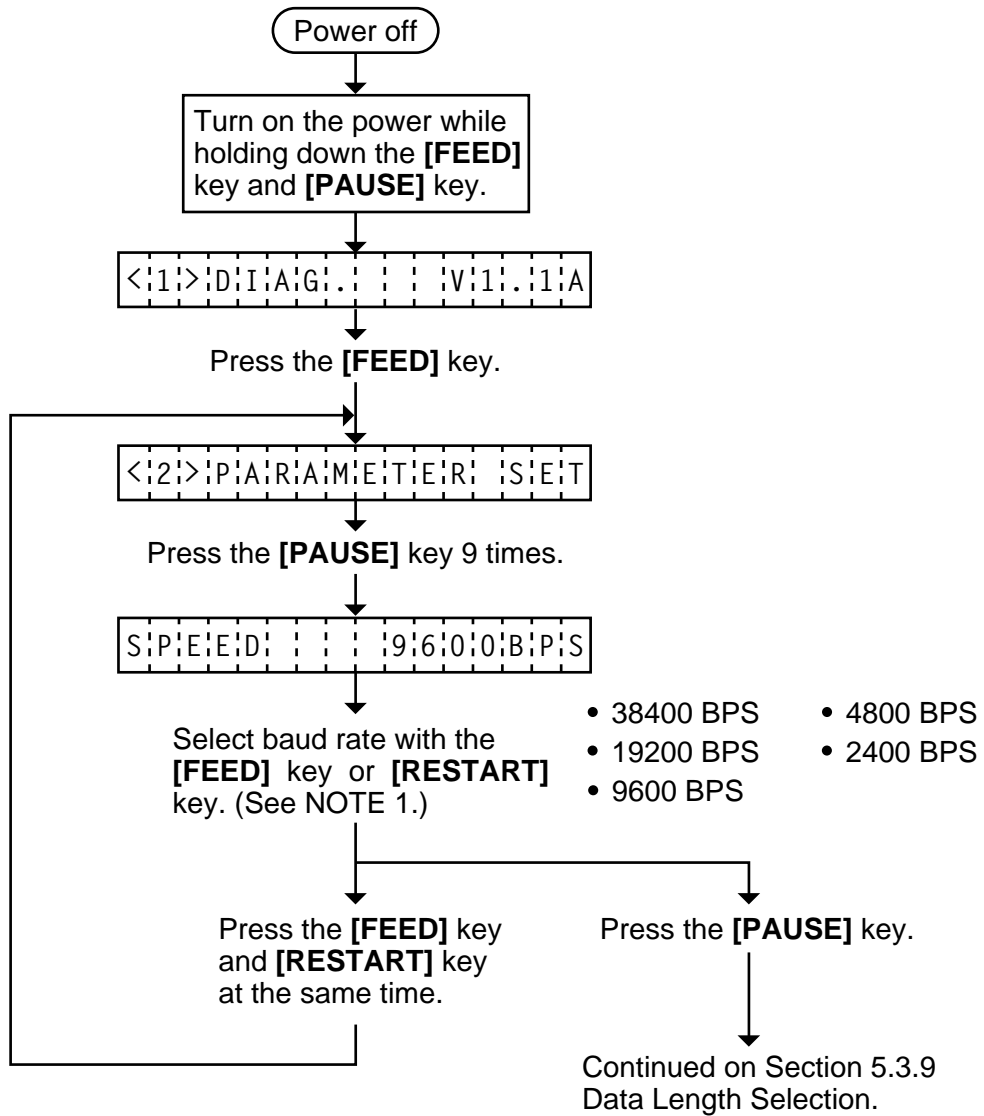 Power off
Turn on the power while
holding down the [FEED]
key and [PAUSE] key.
<1>DIAG.   V1.1A
Press the [FEED] key.
<2>PARAMETER SET
Press the [PAUSE] key 9 times.
SPEED    9600BPS
Select baud rate with the
[FEED] key or [RESTART]
key. (See NOTE 1.)
• 38400 BPS
• 19200 BPS
• 9600 BPS
• 4800 BPS
• 2400 BPS
Press the [FEED] key
and [RESTART] key
at the same time.
Press the [PAUSE] key.
Continued on Section 5.3.9
Data Length Selection.